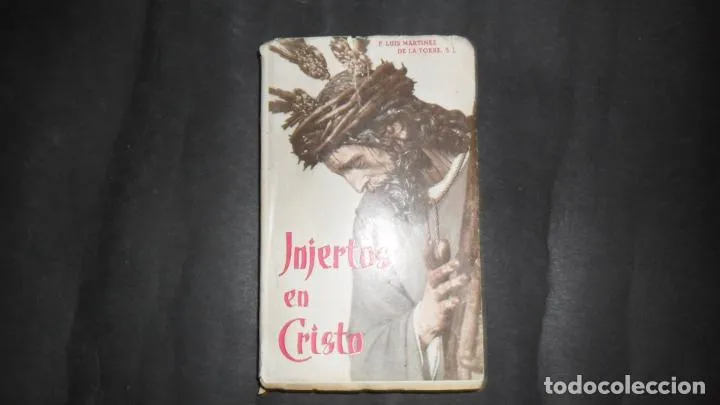 P. LUIS MARTINEZ
DE LA TORRE, S. J.
Injertos
en
Cristo
todocoleccion